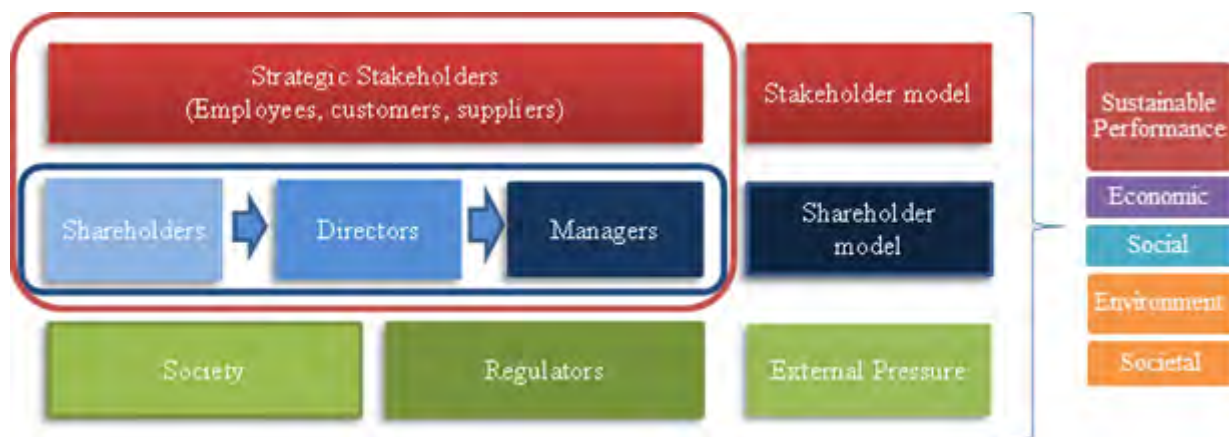 Strategic Stakeholders
(Employees, customers, suppliers)
Stakeholder model
Shareholders
Directors
Managers
Shareholder
model
Society
Regulators
External Pressure
Sustainable
Performance
Economic
Social
Environment
Societal